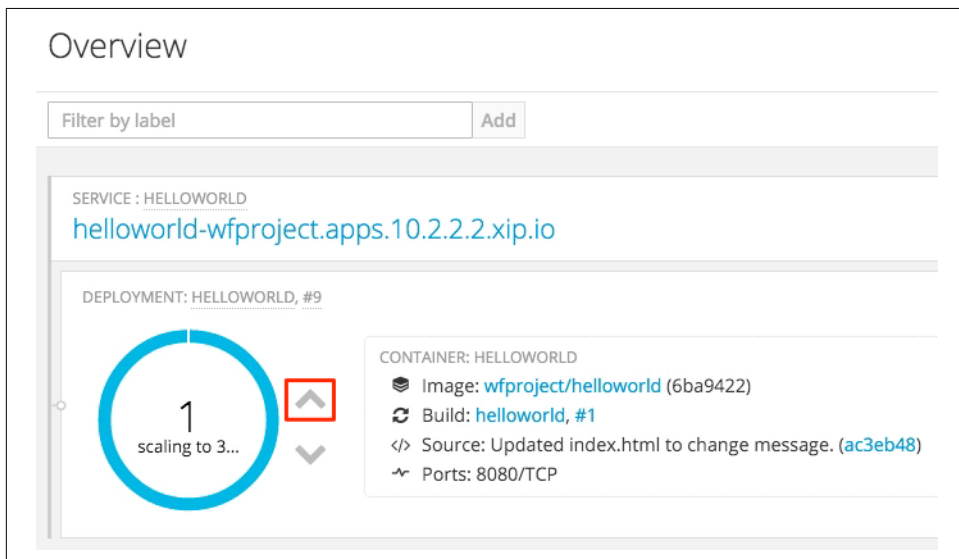 Overview
Filter by label Add
SERVICE : HELLOWORLD
helloworld-wfproject.apps.10.2.2.2.xip.io
DEPLOYMENT: HELLOWORLD, #9
1
scaling to 3...
CONTAINER: HELLOWORLD
Image: wfproject/helloworld (6ba9422)
Build: helloworld, #1
</> Source: Updated index.html to change message. (ac3eb48)
Ports: 8080/TCP